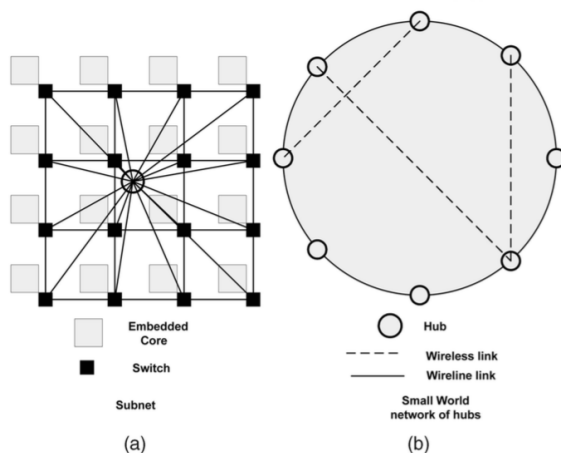 Embedded
Core
Switch
Subnet
(a)
Hub
Wireless link
Wireline link
Small World
network of hubs
(b)